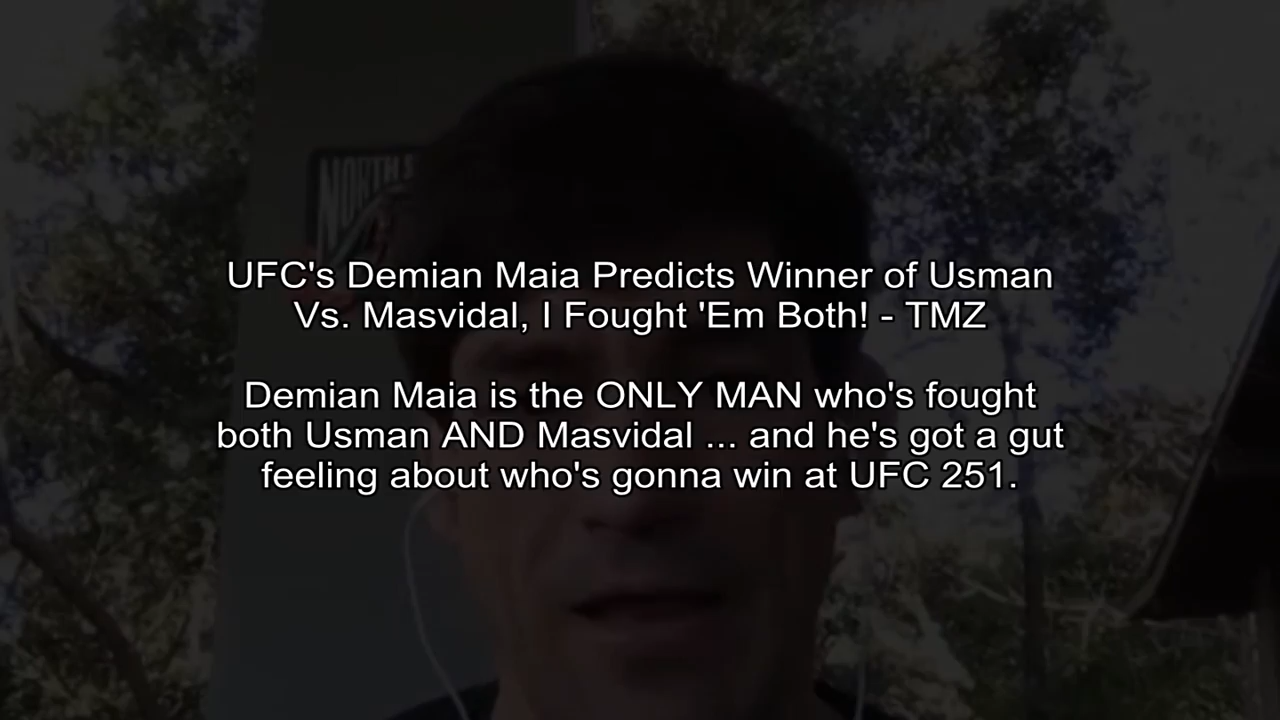 NORTH
UFC's Demian Maia Predicts Winner of Usman
Vs. Masvidal, I Fought 'Em Both! - TMZ
Demian Maia is the ONLY MAN who's fought
both Usman AND Masvidal ... and he's got a gut
feeling about who's gonna win at UFC 251.